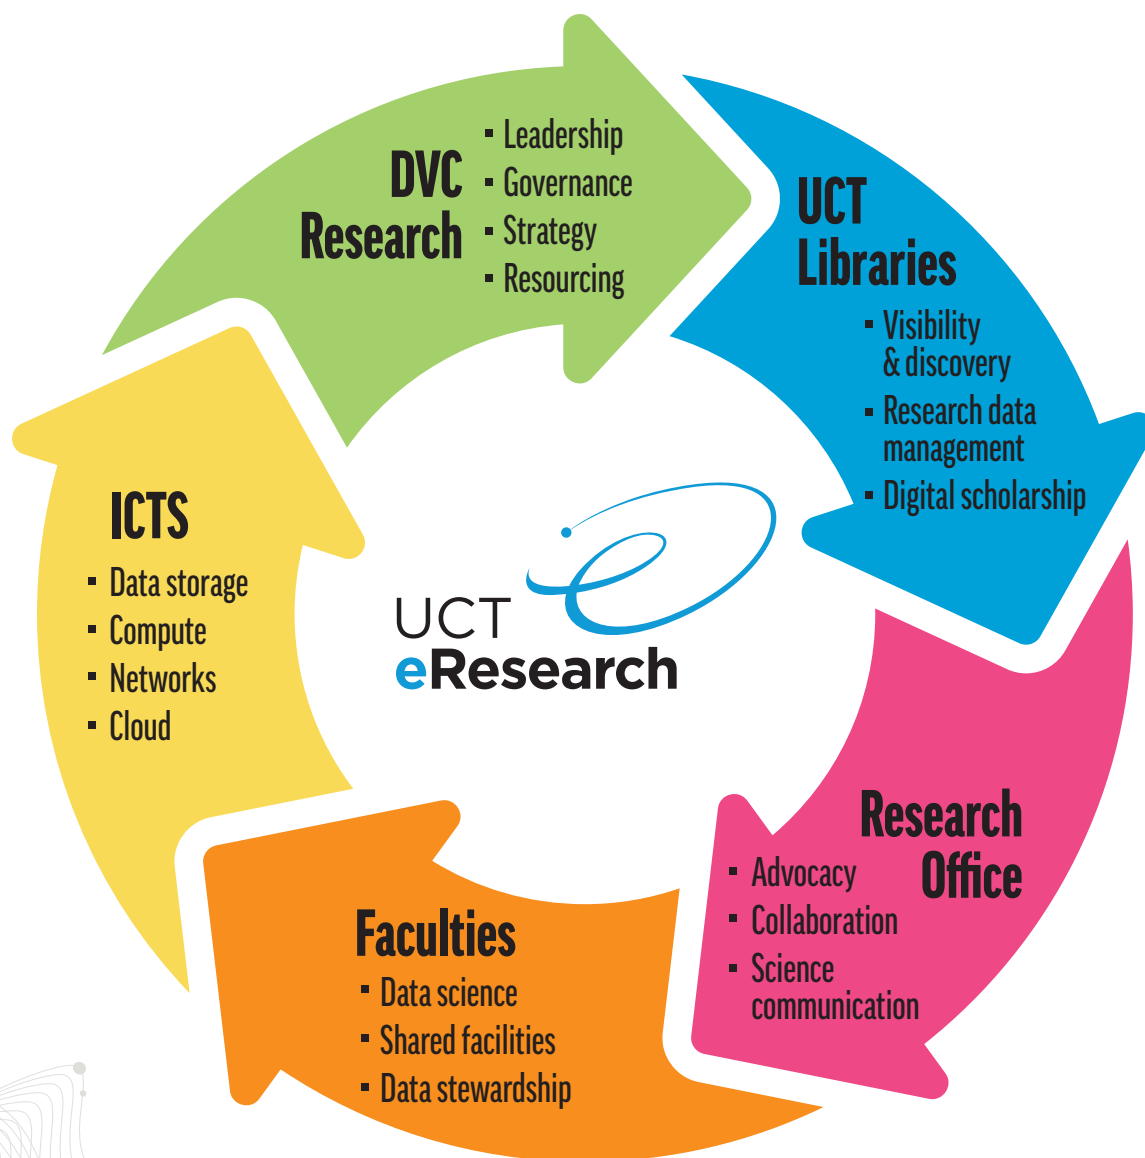 DVC
Research
▪ Leadership
▪ Governance
▪ Strategy
▪ Resourcing
UCT
Libraries
▪ Visibility
& discovery
▪ Research data
management
▪ Digital scholarship
Research
Office
▪ Advocacy
▪ Collaboration
▪ Science
communication
Faculties
▪ Data science
▪ Shared facilities
▪ Data stewardship
ICTS
▪ Data storage
▪ Compute
▪ Networks
▪ Cloud
UCT
eResearch